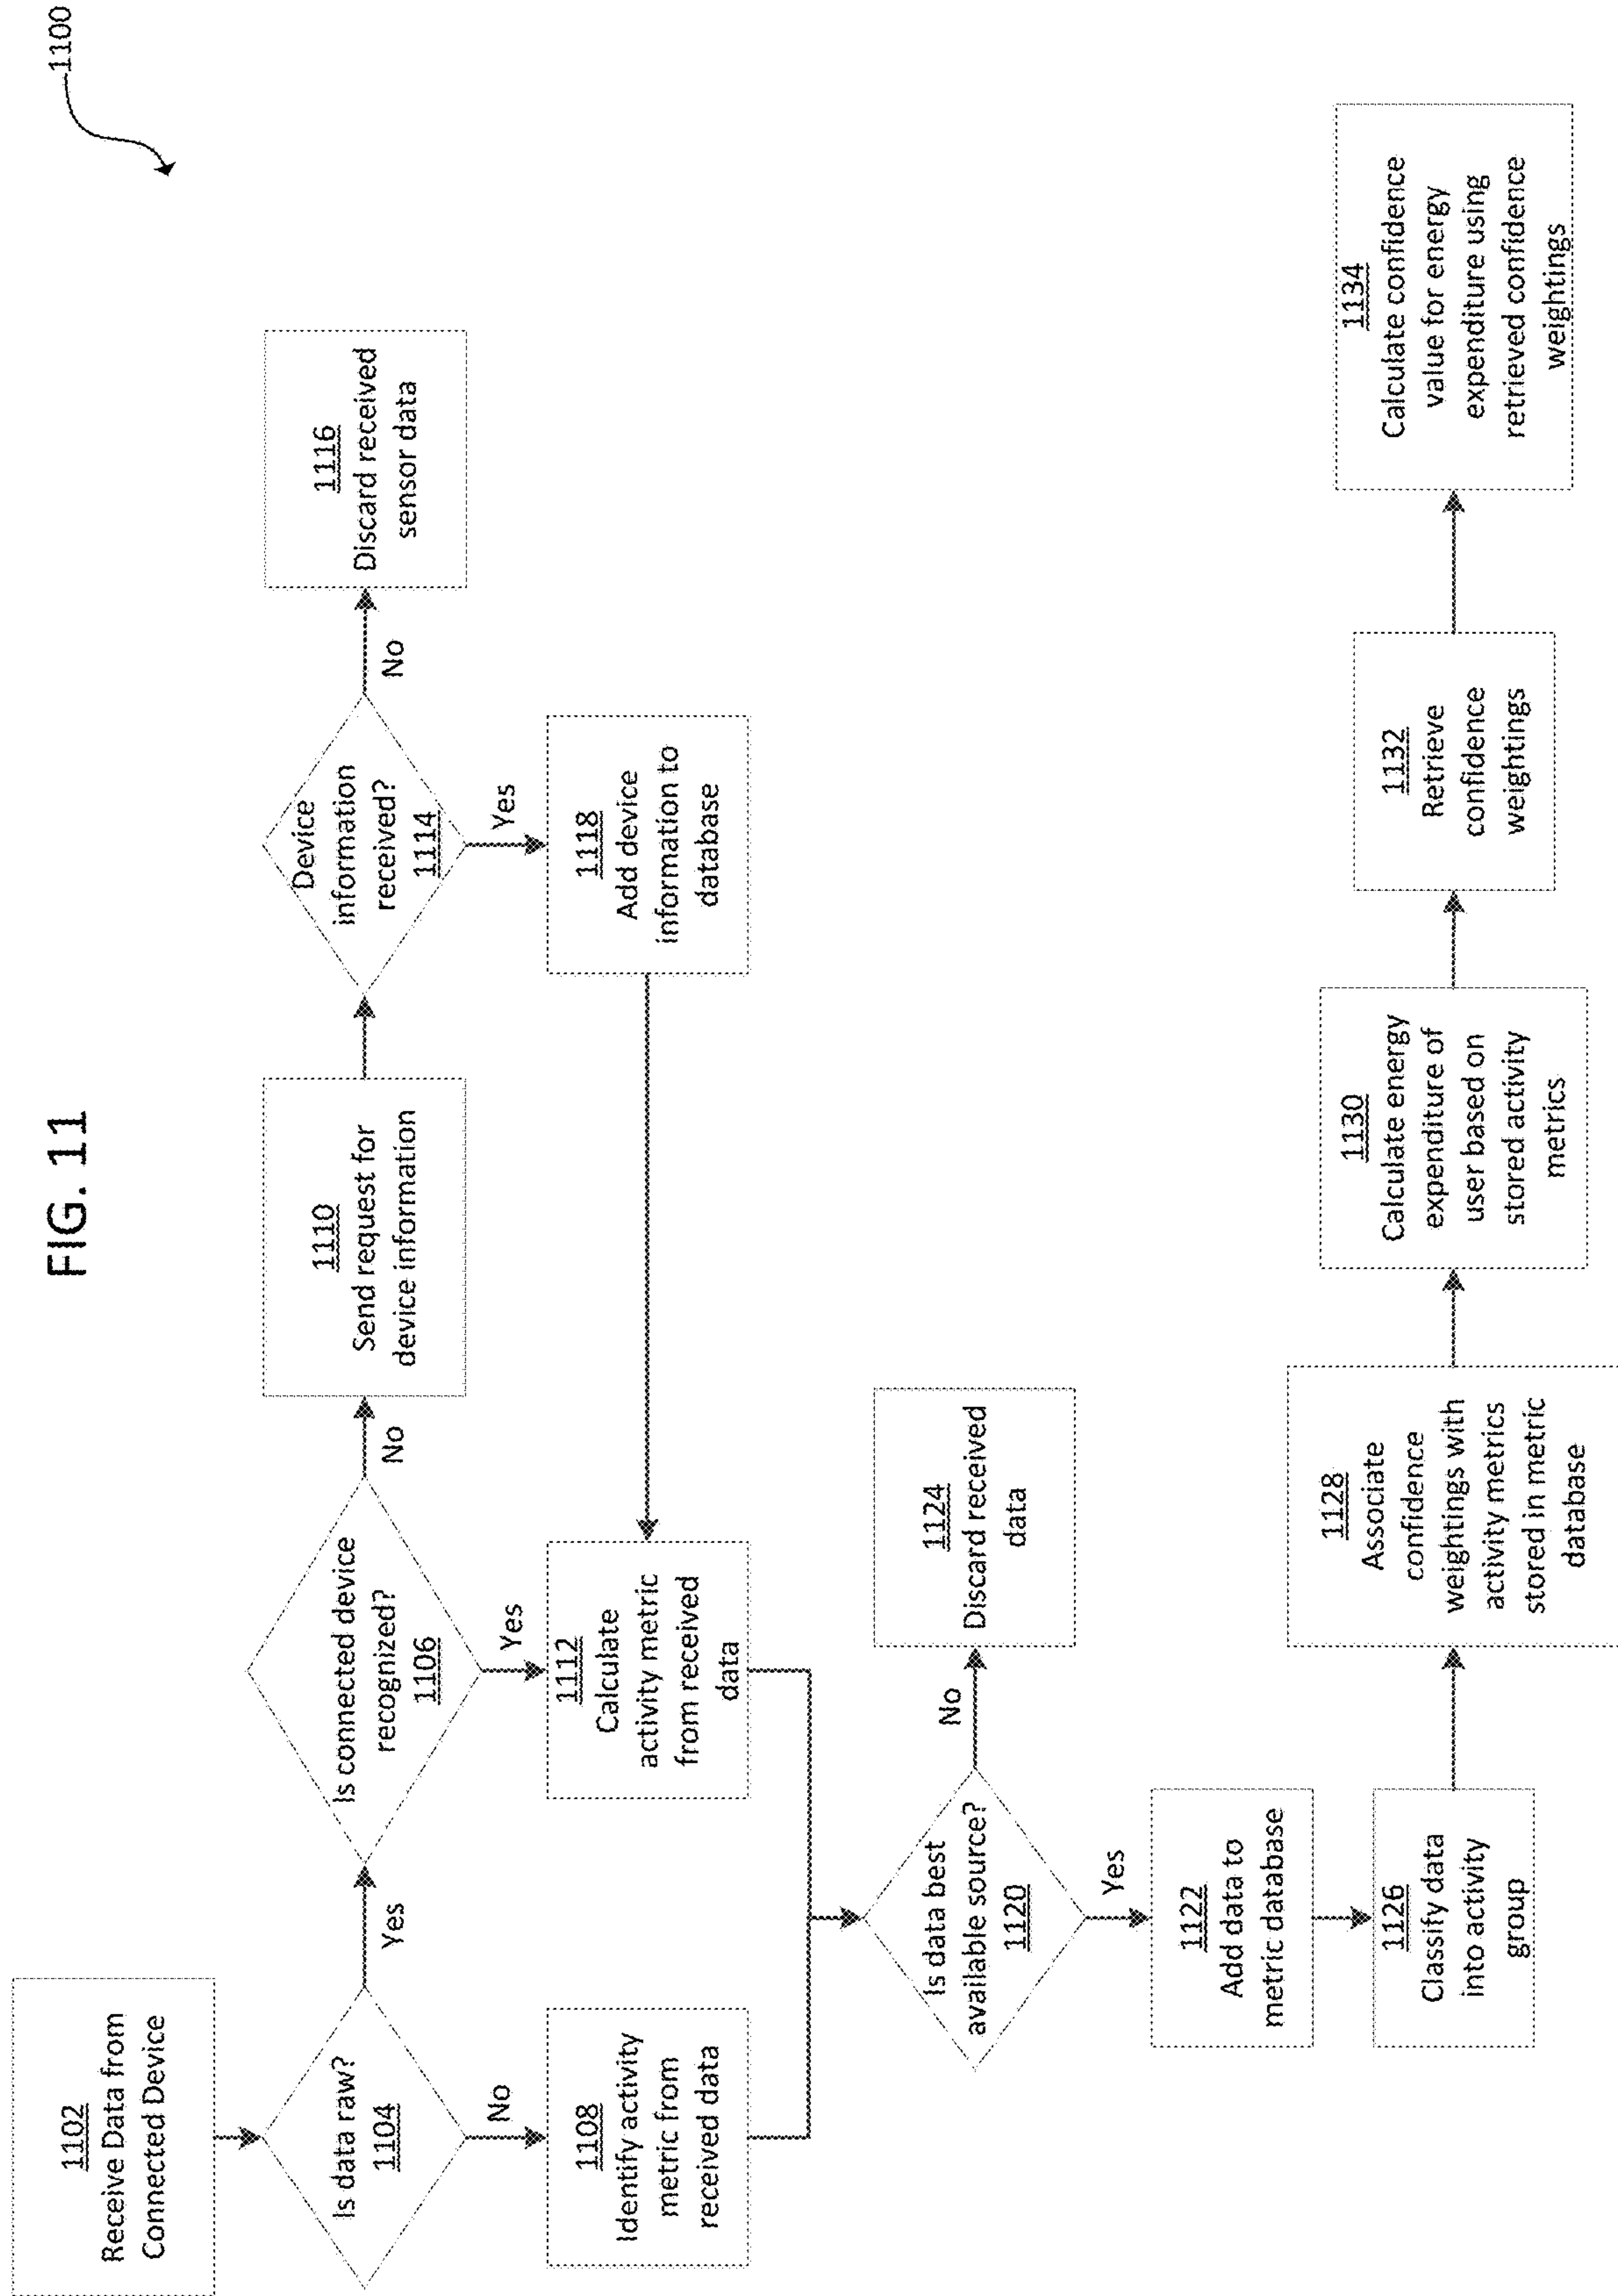 FIG. 11
1100
1102
Receive Data from
Connected Device
Is data raw?
1104
Yes
No
Is connected device
recognized?
1106
No
Yes
1110
Send request for
device information
Device
information
received?
1114
No
Yes
1116
Discard received
sensor data
1108
Identify activity
metric from
received data
1112
Calculate
activity metric
from received
data
1118
Add device
information to
database
Is data best
available source?
1120
No
Yes
1124
Discard received
data
1122
Add data to
metric database
1126
Classify data
into activity
group
1128
Associate
confidence
weightings with
activity metrics
stored in metric
database
1130
Calculate energy
expenditure of
user based on
stored activity
metrics
1132
Retrieve
confidence
weightings
1134
Calculate confidence
value for energy
expenditure using
retrieved confidence
weightings